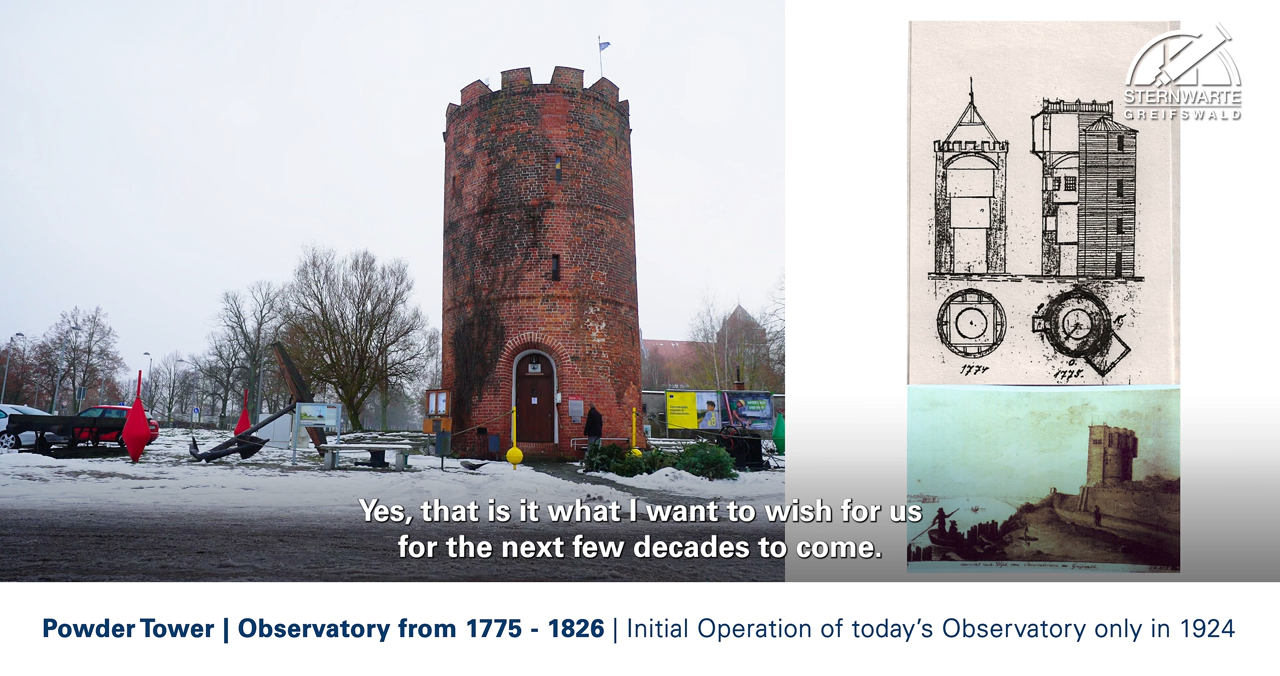 STERNWARTE
GREIFSWALD
1774
1775.
Yes, that is it what I want to wish for us
for the next few decades to come.
Powder Tower | Observatory from 1775 - 1826 | Initial Operation of today's Observatory only in 1924